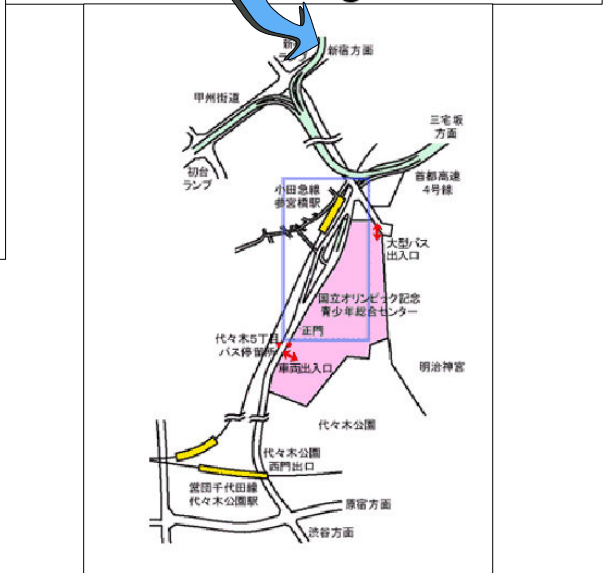 新宿方面
甲州街道
三宅坂
方面
初台
ランプ
首都高速
4号線
小田急線
参宮橋駅
大型バス
出入口
国立オリンピック記念
青少年総合センター
正門
代々木5丁目
バス停留所
車両出入口
明治神宮
代々木公園
代々木公園
西門出口
営団千代田線
代々木公園駅
原宿方面
渋谷方面